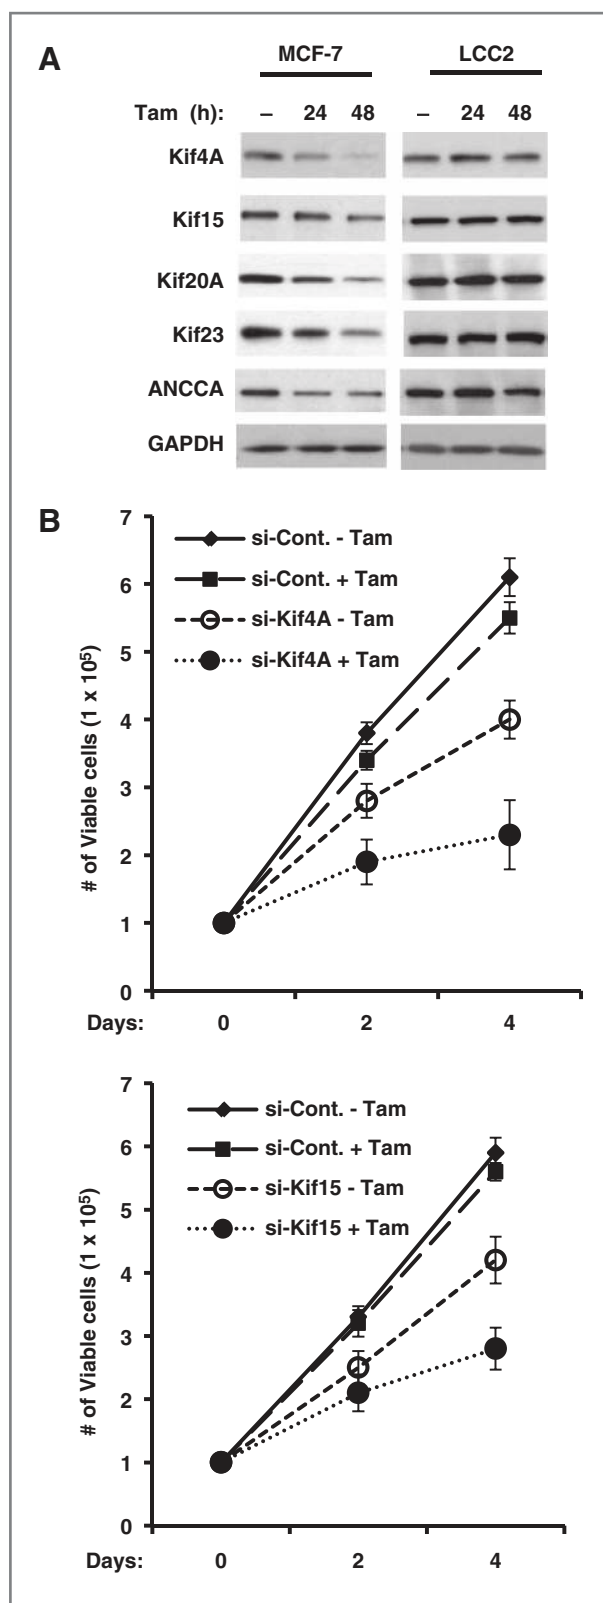 A
MCF-7 LCC2
Tam (h): – 24 48 – 24 48
Kif4A
Kif15
Kif20A
Kif23
ANCCA
GAPDH
B
7
6
5
4
3
2
1
0
# of Viable cells (1 x 10⁵)
si-Cont. - Tam
si-Cont. + Tam
si-Kif4A - Tam
si-Kif4A + Tam
Days: 0 2 4
7
6
5
4
3
2
1
0
# of Viable cells (1 x 10⁵)
si-Cont. - Tam
si-Cont. + Tam
si-Kif15 - Tam
si-Kif15 + Tam
Days: 0 2 4